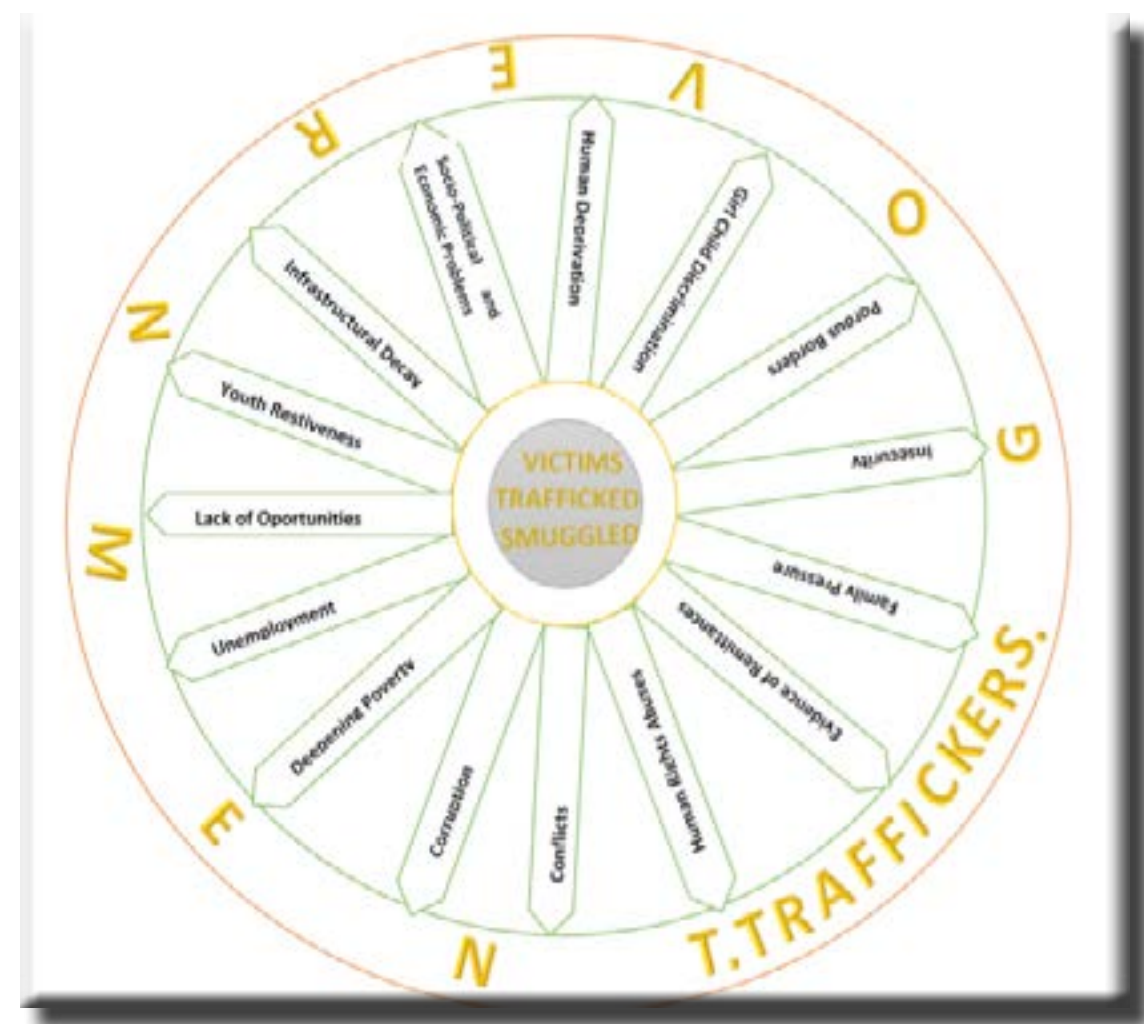 GOVERNMENT.TRAFFICKERS.
Human Deprivation
Girl Child Discrimination
Porous Borders
Insecurity
Family Pressure
Evidence of Remittances
Human Rights Abuses
Conflicts
Corruption
Deepening Poverty
Unemployment
Lack of Oportunities
Youth Restiveness
Infrastructural Decay
Socio-Political and
Economic Problems
VICTIMS
TRAFFICKED
SMUGGLED